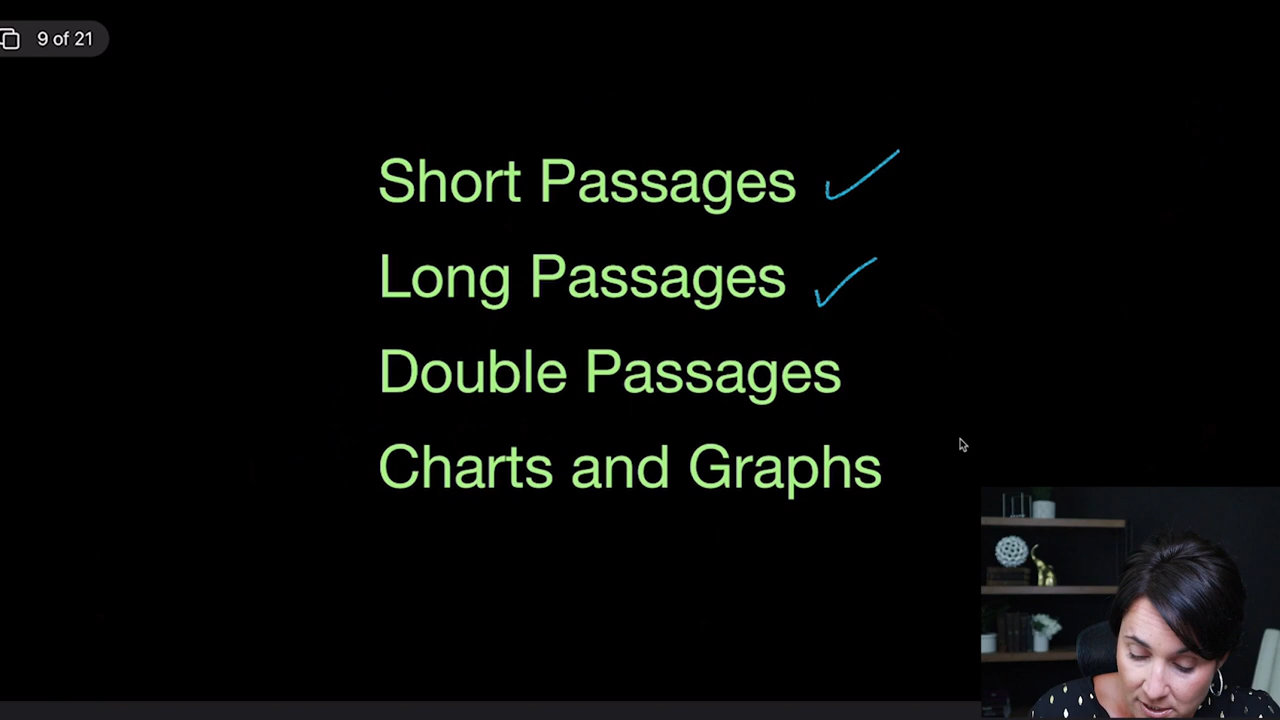 9 of 21
Short Passages ✓
Long Passages ✓
Double Passages
Charts and Graphs